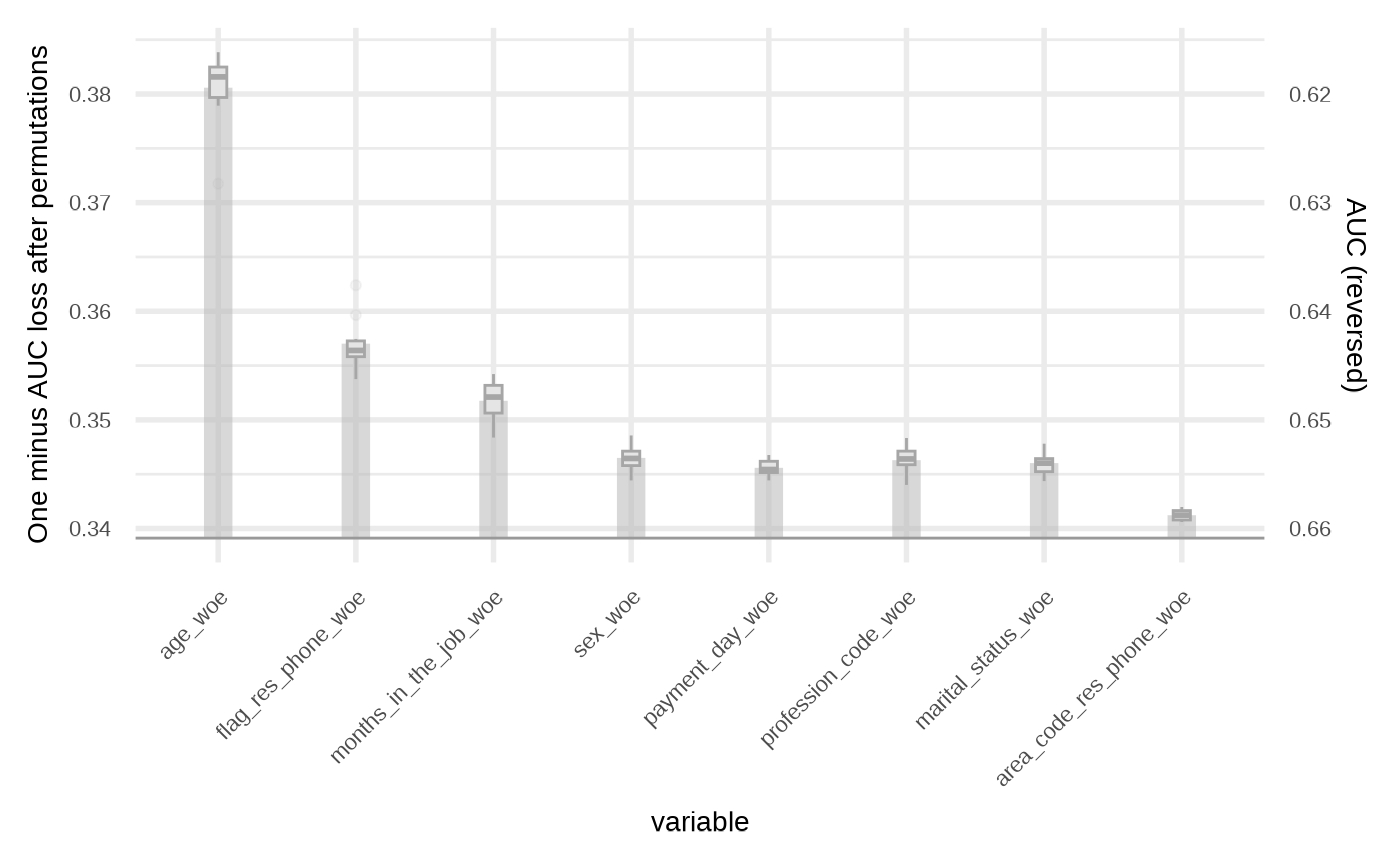 One minus AUC loss after permutations
0.38
0.37
0.36
0.35
0.34
0.62
0.63
0.64
0.65
0.66
AUC (reversed)
age_woe
flag_res_phone_woe
months_in_the_job_woe
sex_woe
payment_day_woe
profession_code_woe
marital_status_woe
area_code_res_phone_woe
variable